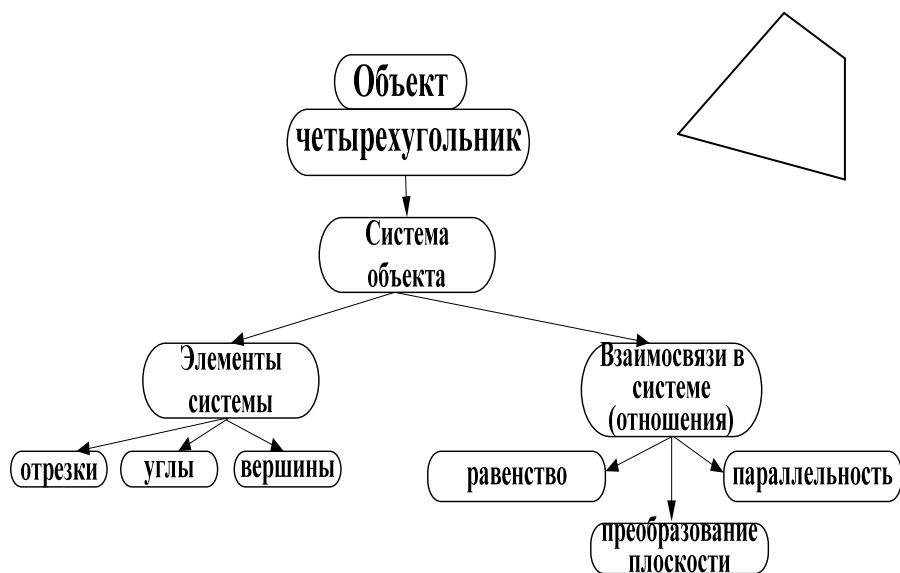 Объект
четырехугольник
Система
объекта
Элементы
системы
Взаимосвязи в
системе
(отношения)
отрезки
углы
вершины
равенство
параллельность
преобразование
плоскости